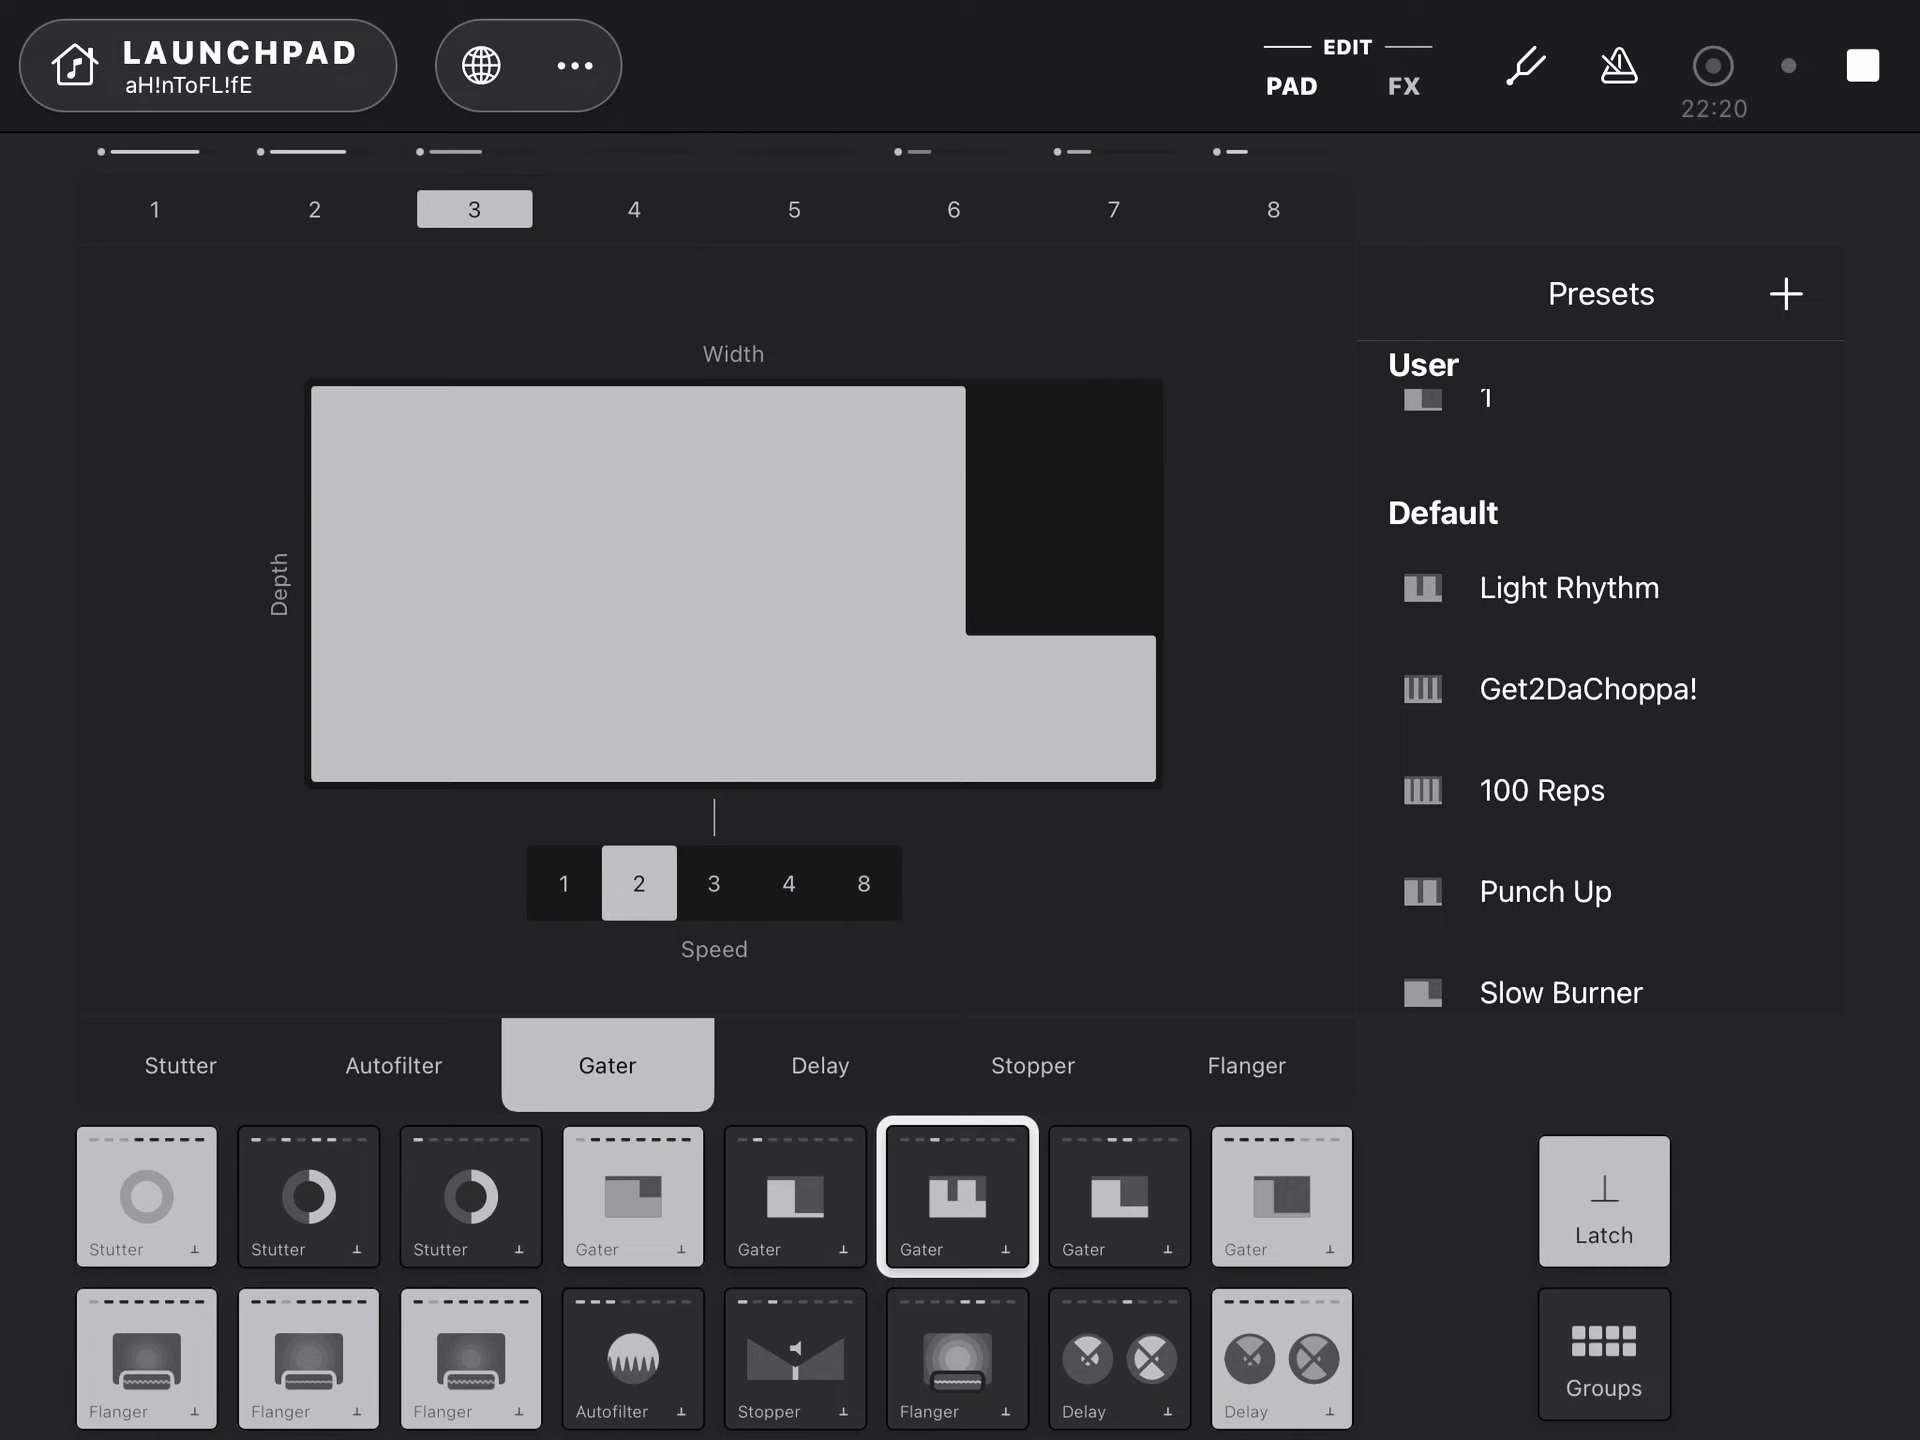 LAUNCHPAD
aH!nToFL!fE
EDIT
PAD FX
22:20
1 2 3 4 5 6 7 8
Presets
Width
User
1
Default
Depth
Light Rhythm
Get2DaChoppa!
100 Reps
1 2 3 4 8
Punch Up
Speed
Slow Burner
Stutter Autofilter Gater Delay Stopper Flanger
Stutter Stutter Stutter Gater Gater Gater Gater Gater
Latch
Flanger Flanger Flanger Autofilter Stopper Flanger Delay Delay
Groups